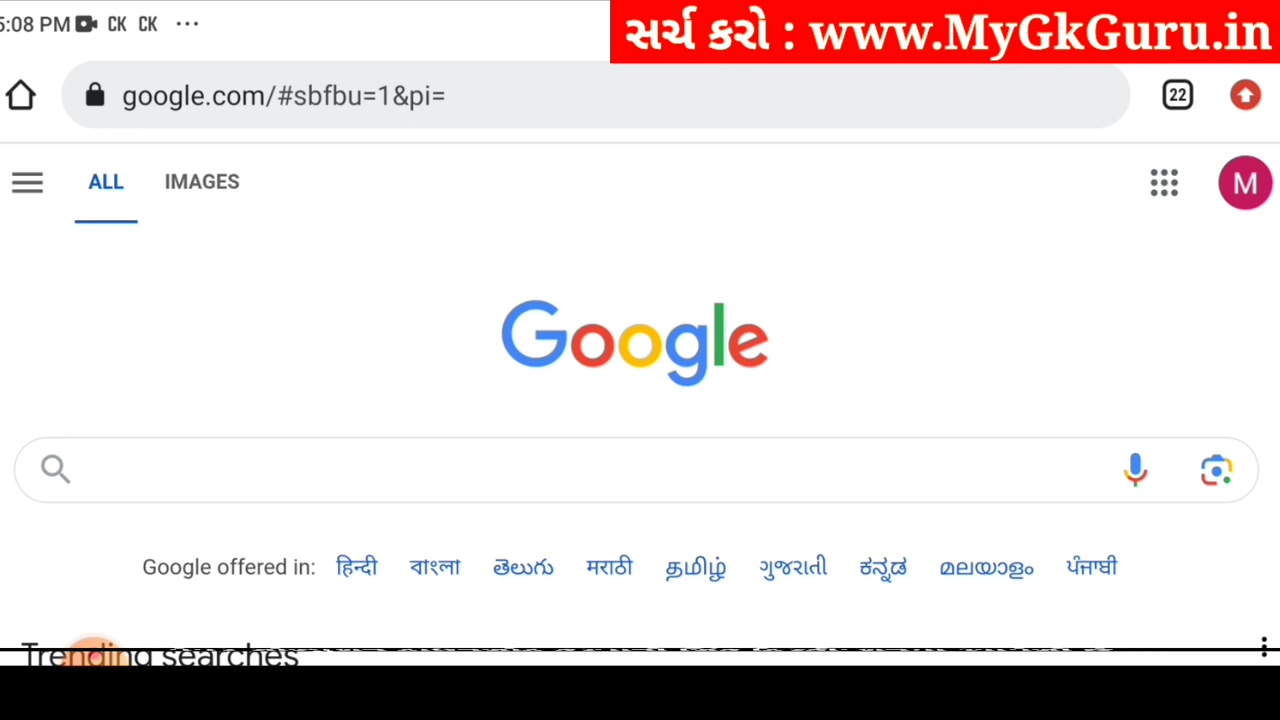 5:08 PM CK CK ...
સર્ચ કરો : www.MyGkGuru.in
google.com/#sbfbu=1&pi=
22
ALL IMAGES
M
Google
Google offered in: हिन्दी বাংলা తెలుగు मराठी தமிழ் ગુજરાતી ಕನ್ನಡ മലയാളം ਪੰਜਾਬੀ
Trending searches